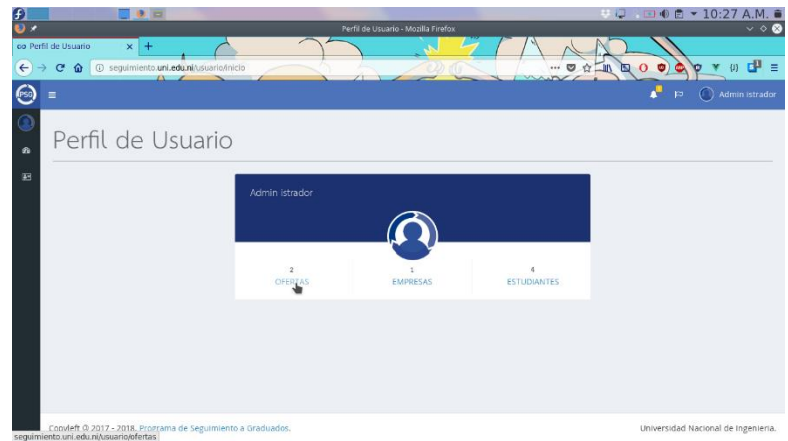 10:27 A.M.
Perfil de Usuario - Mozilla Firefox
Perfil de Usuario
seguimiento.uni.edu.ni/usuario/inicio
PSG
Admin istrador
Perfil de Usuario
Admin istrador
2
OFERTAS
1
EMPRESAS
4
ESTUDIANTES
Copyleft © 2017 - 2018. Programa de Seguimiento a Graduados.
Universidad Nacional de Ingeniería.
seguimiento.uni.edu.ni/usuario/ofertas